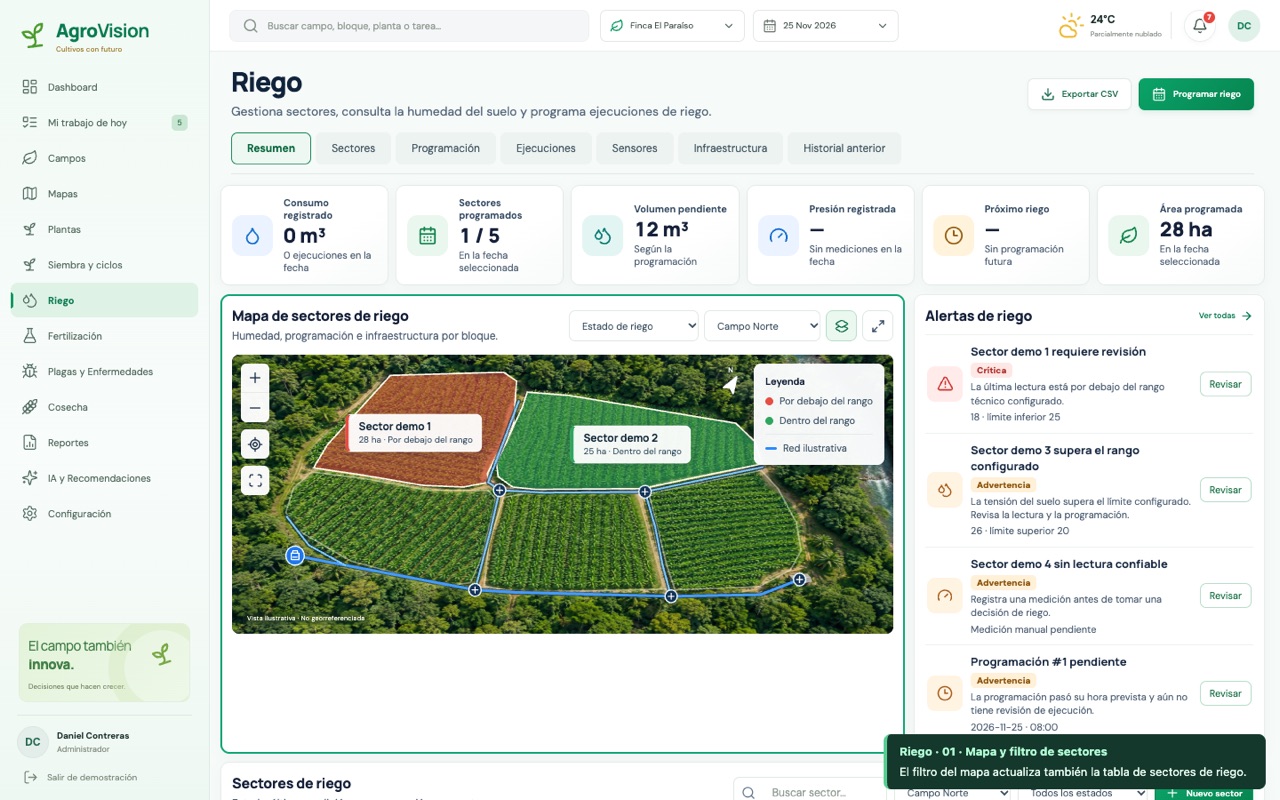 AgroVision
Cultivos con futuro
Dashboard
Mi trabajo de hoy
5
Campos
Mapas
Plantas
Siembra y ciclos
Riego
Fertilización
Plagas y Enfermedades
Cosecha
Reportes
IA y Recomendaciones
Configuración
El campo también
innova.
Decisiones que hacen crecer.
DC
Daniel Contreras
Administrador
Salir de demostración
Buscar campo, bloque, planta o tarea...
Finca El Paraíso
25 Nov 2026
24°C
Parcialmente nublado
7
DC
Riego
Gestiona sectores, consulta la humedad del suelo y programa ejecuciones de riego.
Exportar CSV
Programar riego
Resumen
Sectores
Programación
Ejecuciones
Sensores
Infraestructura
Historial anterior
Consumo
registrado
0 m³
0 ejecuciones en la
fecha
Sectores
programados
1 / 5
En la fecha
seleccionada
Volumen pendiente
12 m³
Según la
programación
Presión registrada
—
Sin mediciones en la
fecha
Próximo riego
—
Sin programación
futura
Área programada
28 ha
En la fecha
seleccionada
Mapa de sectores de riego
Humedad, programación e infraestructura por bloque.
Estado de riego
Campo Norte
N
Leyenda
Por debajo del rango
Dentro del rango
Red ilustrativa
Sector demo 1
28 ha · Por debajo del rango
Sector demo 2
25 ha · Dentro del rango
Vista ilustrativa · No georreferenciada
Alertas de riego
Ver todas
Sector demo 1 requiere revisión
Crítica
La última lectura está por debajo del rango
técnico configurado.
18 · límite inferior 25
Revisar
Sector demo 3 supera el rango
configurado
Advertencia
La tensión del suelo supera el límite configurado.
Revisa la lectura y la programación.
26 · límite superior 20
Revisar
Sector demo 4 sin lectura confiable
Advertencia
Registra una medición antes de tomar una
decisión de riego.
Medición manual pendiente
Revisar
Programación #1 pendiente
Advertencia
La programación pasó su hora prevista y aún no
tiene revisión de ejecución.
2026-11-25 · 08:00
Revisar
Riego · 01 · Mapa y filtro de sectores
El filtro del mapa actualiza también la tabla de sectores de riego.
Sectores de riego
Buscar sector...
Campo Norte
Todos los estados
Nuevo sector